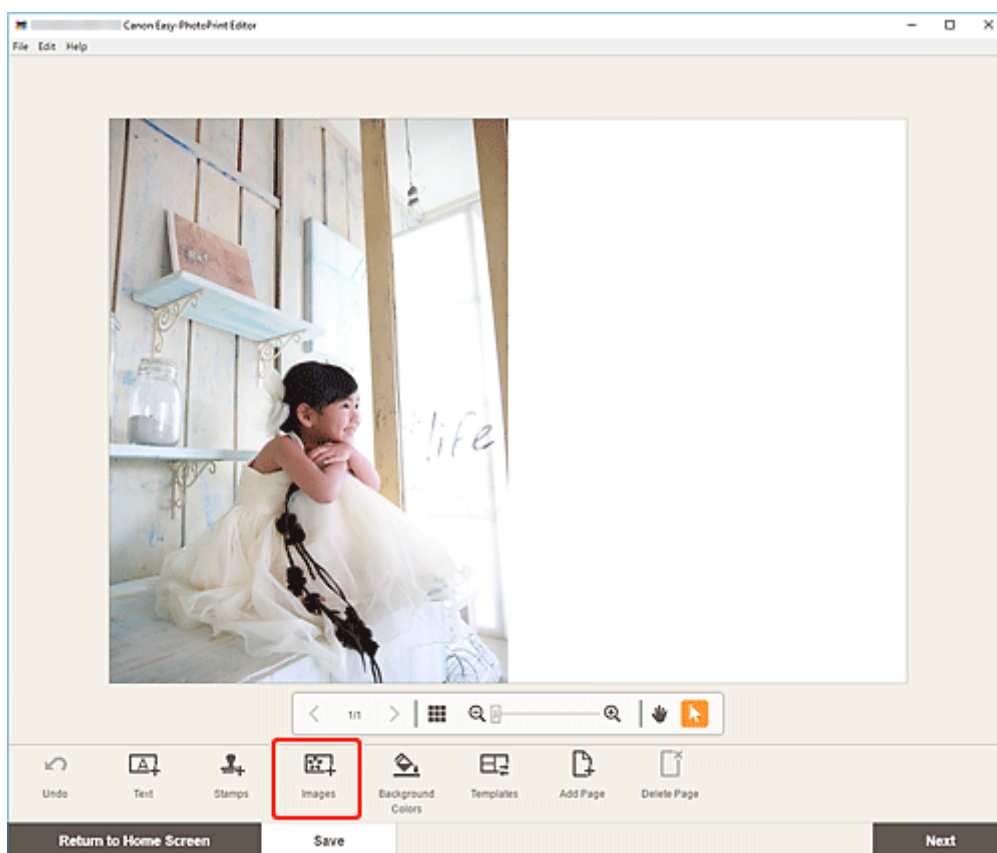 Canon Easy-PhotoPrint Editor
File Edit Help
life
1/1
Undo
Text
Stamps
Images
Background
Colors
Templates
Add Page
Delete Page
Return to Home Screen
Save
Next